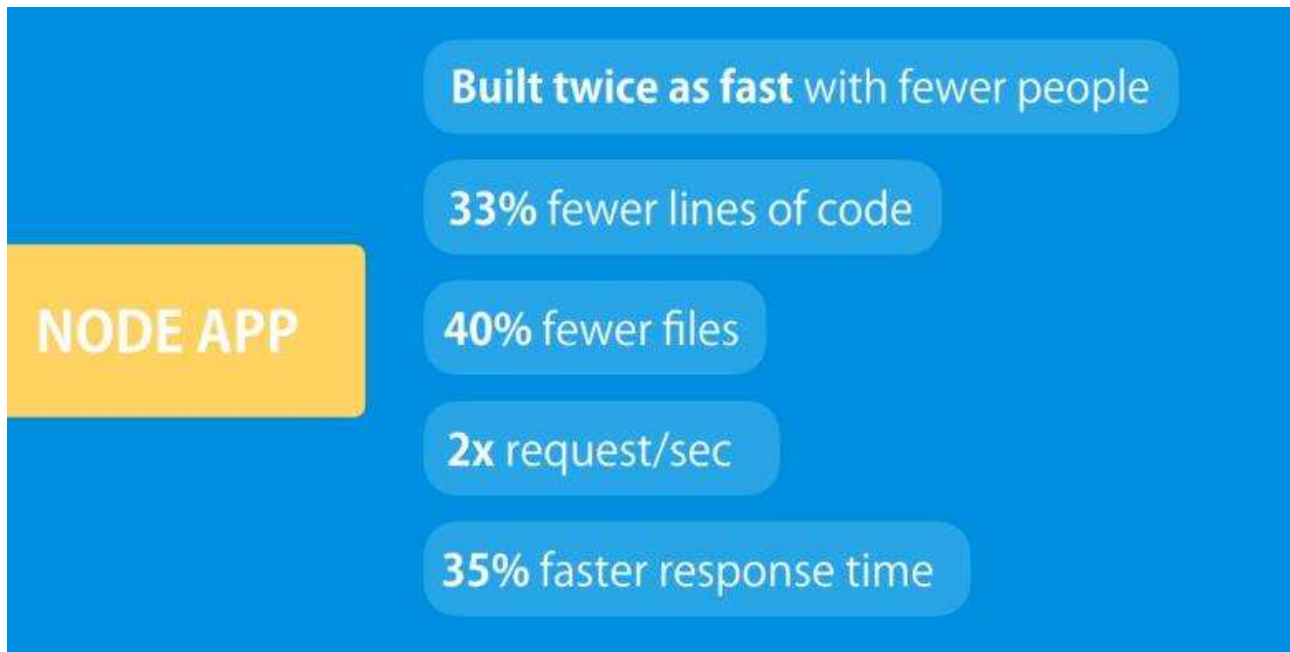 Built twice as fast with fewer people
33% fewer lines of code
NODE APP
40% fewer files
2x request/sec
35% faster response time